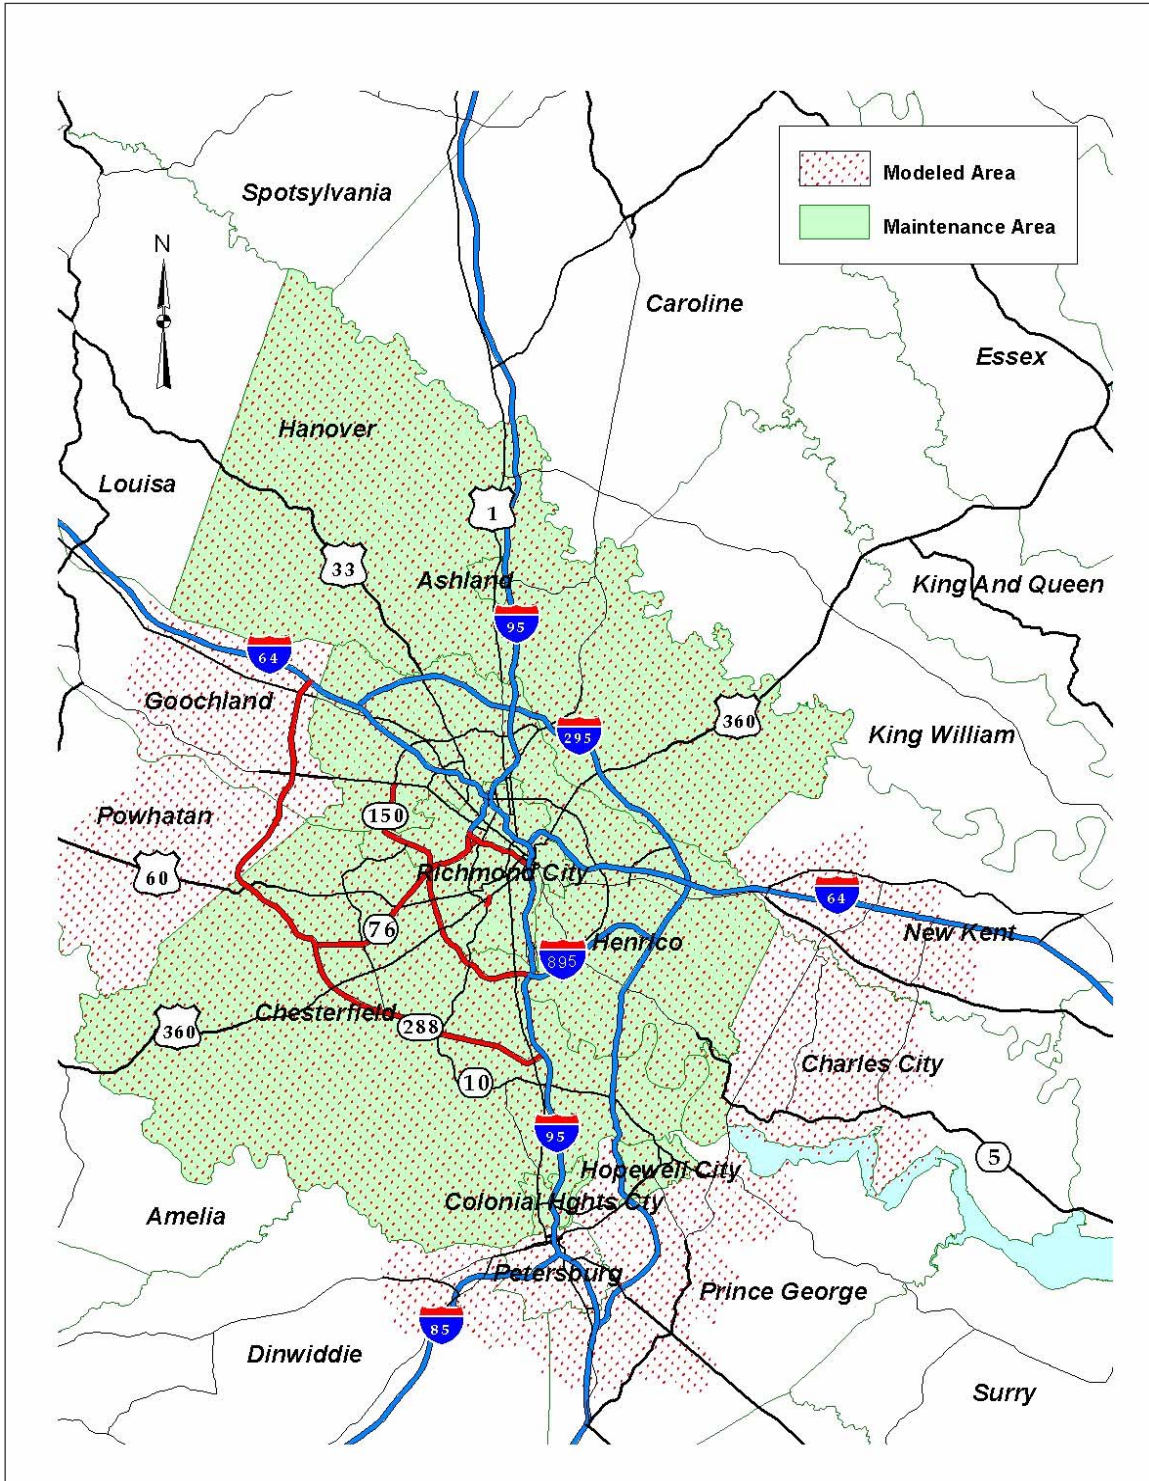 Modeled Area
Maintenance Area
Spotsylvania
N
Caroline
Essex
Hanover
Louisa
1
33
Ashland
King And Queen
95
64
Goochland
360
295
King William
Powhatan
150
60
Richmond City
64
76
New Kent
Henrico
895
Chesterfield
288
360
Charles City
10
95
5
Hopewell City
Colonial Hghts Cty
Amelia
Petersburg
Prince George
85
Dinwiddie
Surry